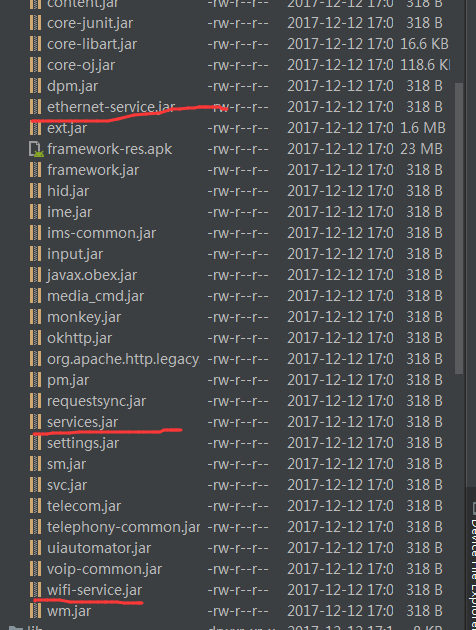 content.jar -rw-r--r-- 2017-12-12 17:0 318 B
core-junit.jar -rw-r--r-- 2017-12-12 17:0 318 B
core-libart.jar -rw-r--r-- 2017-12-12 17:0 16.6 KB
core-oj.jar -rw-r--r-- 2017-12-12 17:0 118.6 K
dpm.jar -rw-r--r-- 2017-12-12 17:0 318 B
ethernet-service.jar -rw-r--r-- 2017-12-12 17:0 318 B
ext.jar -rw-r--r-- 2017-12-12 17:0 1.6 MB
framework-res.apk -rw-r--r-- 2017-12-12 17:0 23 MB
framework.jar -rw-r--r-- 2017-12-12 17:0 318 B
hid.jar -rw-r--r-- 2017-12-12 17:0 318 B
ime.jar -rw-r--r-- 2017-12-12 17:0 318 B
ims-common.jar -rw-r--r-- 2017-12-12 17:0 318 B
input.jar -rw-r--r-- 2017-12-12 17:0 318 B
javax.obex.jar -rw-r--r-- 2017-12-12 17:0 318 B
media_cmd.jar -rw-r--r-- 2017-12-12 17:0 318 B
monkey.jar -rw-r--r-- 2017-12-12 17:0 318 B
okhttp.jar -rw-r--r-- 2017-12-12 17:0 318 B
org.apache.http.legacy -rw-r--r-- 2017-12-12 17:0 318 B
pm.jar -rw-r--r-- 2017-12-12 17:0 318 B
requestsync.jar -rw-r--r-- 2017-12-12 17:0 318 B
services.jar -rw-r--r-- 2017-12-12 17:0 318 B
settings.jar -rw-r--r-- 2017-12-12 17:0 318 B
sm.jar -rw-r--r-- 2017-12-12 17:0 318 B
svc.jar -rw-r--r-- 2017-12-12 17:0 318 B
telecom.jar -rw-r--r-- 2017-12-12 17:0 318 B
telephony-common.jar -rw-r--r-- 2017-12-12 17:0 318 B
uiautomator.jar -rw-r--r-- 2017-12-12 17:0 318 B
voip-common.jar -rw-r--r-- 2017-12-12 17:0 318 B
wifi-service.jar -rw-r--r-- 2017-12-12 17:0 318 B
wm.jar -rw-r--r-- 2017-12-12 17:0 318 B
Device File Explorer